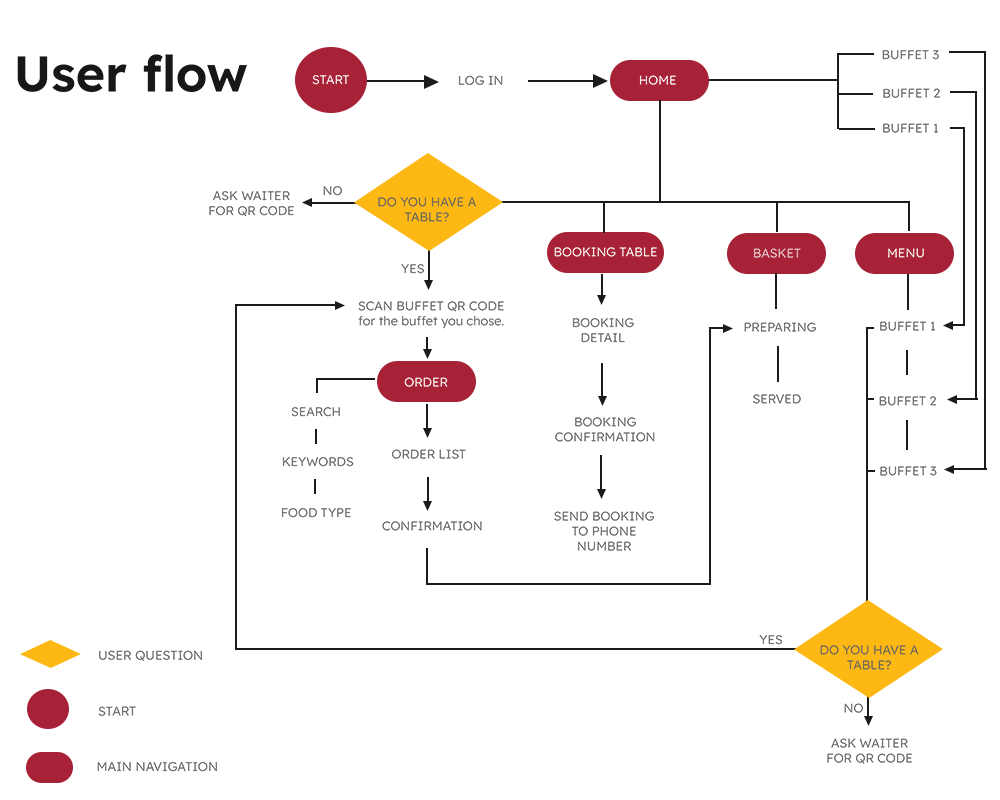 User flow
START
LOG IN
HOME
BUFFET 3
BUFFET 2
BUFFET 1
ASK WAITER
FOR QR CODE
NO
DO YOU HAVE A
TABLE?
YES
BOOKING TABLE
BASKET
MENU
SCAN BUFFET QR CODE
for the buffet you chose.
BOOKING
DETAIL
PREPARING
BUFFET 1
ORDER
SEARCH
SERVED
BUFFET 2
BOOKING
CONFIRMATION
KEYWORDS
ORDER LIST
BUFFET 3
FOOD TYPE
CONFIRMATION
SEND BOOKING
TO PHONE
NUMBER
YES
DO YOU HAVE A
TABLE?
NO
ASK WAITER
FOR QR CODE
USER QUESTION
START
MAIN NAVIGATION